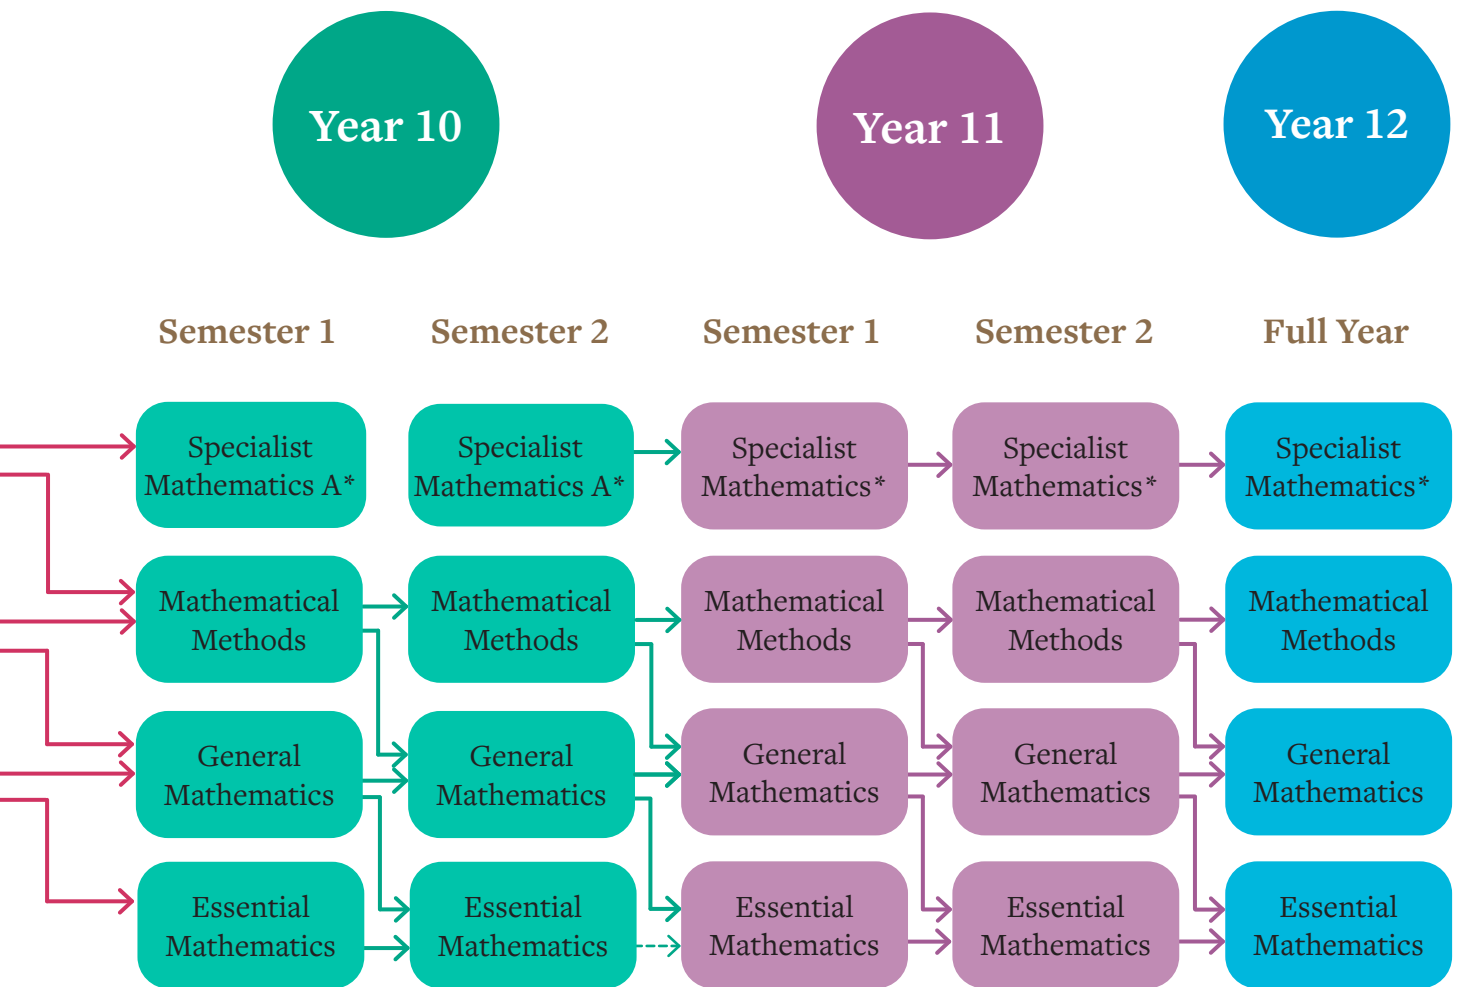 Year 10
Year 11
Year 12
Semester 1
Semester 2
Semester 1
Semester 2
Full Year
Specialist
Mathematics A*
Specialist
Mathematics A*
Specialist
Mathematics*
Specialist
Mathematics*
Specialist
Mathematics*
Mathematical
Methods
Mathematical
Methods
Mathematical
Methods
Mathematical
Methods
Mathematical
Methods
General
Mathematics
General
Mathematics
General
Mathematics
General
Mathematics
General
Mathematics
Essential
Mathematics
Essential
Mathematics
Essential
Mathematics
Essential
Mathematics
Essential
Mathematics